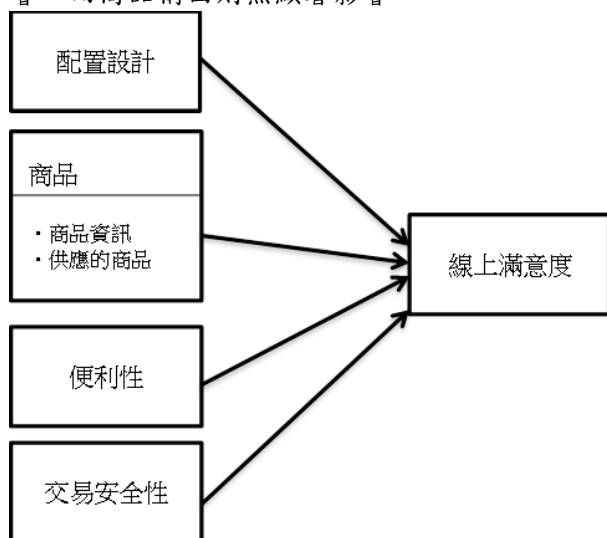 配置設計
商品
・商品資訊
・供應的商品
線上滿意度
便利性
交易安全性